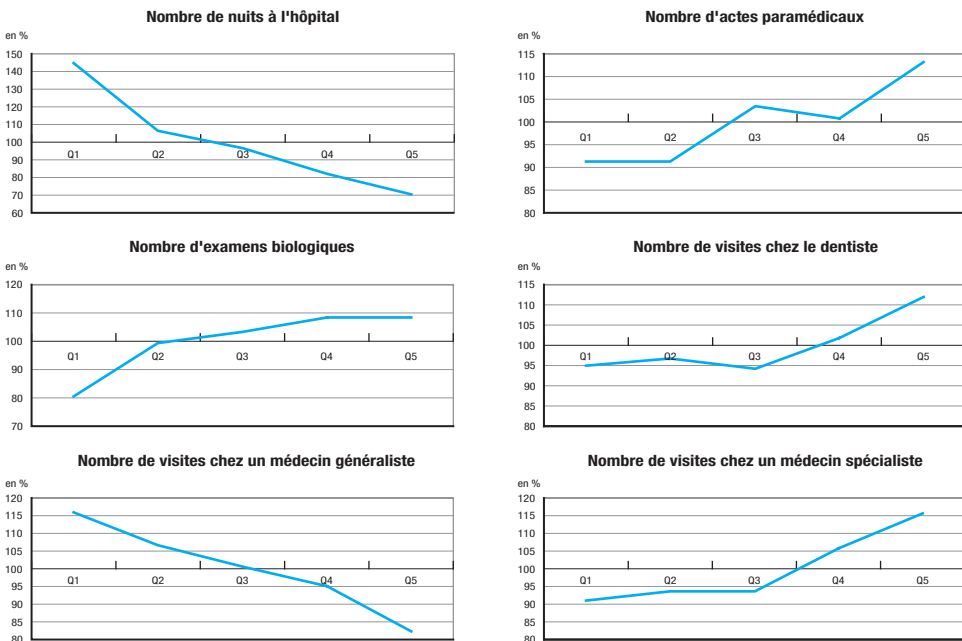 Nombre de nuits à l'hôpital
en %
150
140
130
120
110
100
90
80
70
60
Q1 Q2 Q3 Q4 Q5
Nombre d'actes paramédicaux
en %
115
110
105
100
95
90
85
80
Q1 Q2 Q3 Q4 Q5
Nombre d'examens biologiques
en %
120
110
100
90
80
70
Q1 Q2 Q3 Q4 Q5
Nombre de visites chez le dentiste
en %
115
110
105
100
95
90
85
80
Q1 Q2 Q3 Q4 Q5
Nombre de visites chez un médecin généraliste
en %
120
115
110
105
100
95
90
85
80
Q1 Q2 Q3 Q4 Q5
Nombre de visites chez un médecin spécialiste
en %
120
115
110
105
100
95
90
85
80
Q1 Q2 Q3 Q4 Q5